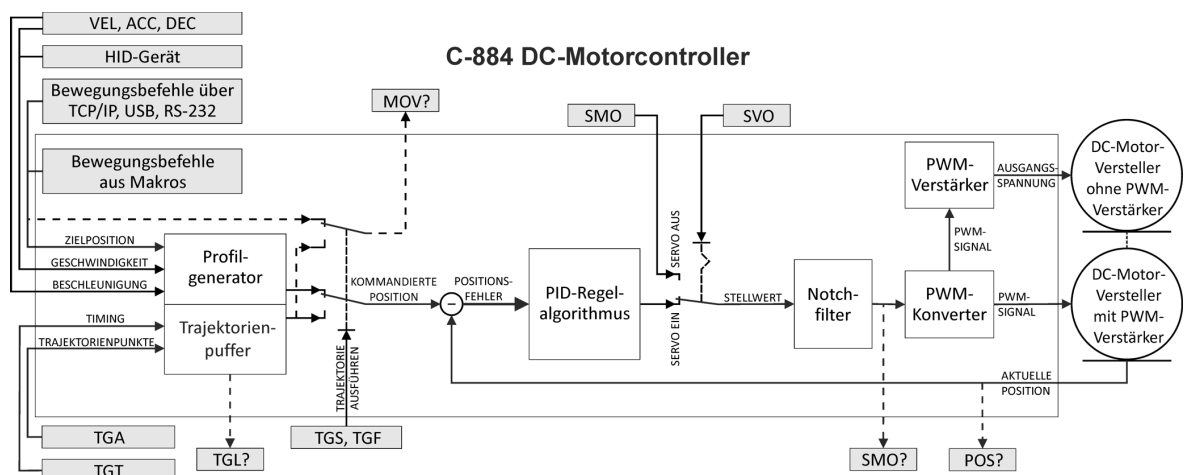 VEL, ACC, DEC
HID-Gerät
C-884 DC-Motorcontroller
Bewegungsbefehle über
TCP/IP, USB, RS-232
MOV?
SMO
SVO
Bewegungsbefehle
aus Makros
PWM-
Verstärker
AUSGANGS-
SPANNUNG
DC-Motor-
Versteller
ohne PWM-
Verstärker
SERVO AUS
PWM-
SIGNAL
ZIELPOSITION
GESCHWINDIGKEIT
BESCHLEUNIGUNG
Profil-
generator
KOMMANDIERTE
POSITION
POSITIONS-
FEHLER
−
PID-Regel-
algorithmus
SERVO EIN
STELLWERT
Notch-
filter
PWM-
Konverter
PWM-
SIGNAL
DC-Motor-
Versteller
mit PWM-
Verstärker
TIMING
TRAJEKTORIENPUNKTE
Trajektorien-
puffer
TRAJEKTORIE
AUSFÜHREN
AKTUELLE
POSITION
TGA
TGT
TGL?
TGS, TGF
SMO?
POS?